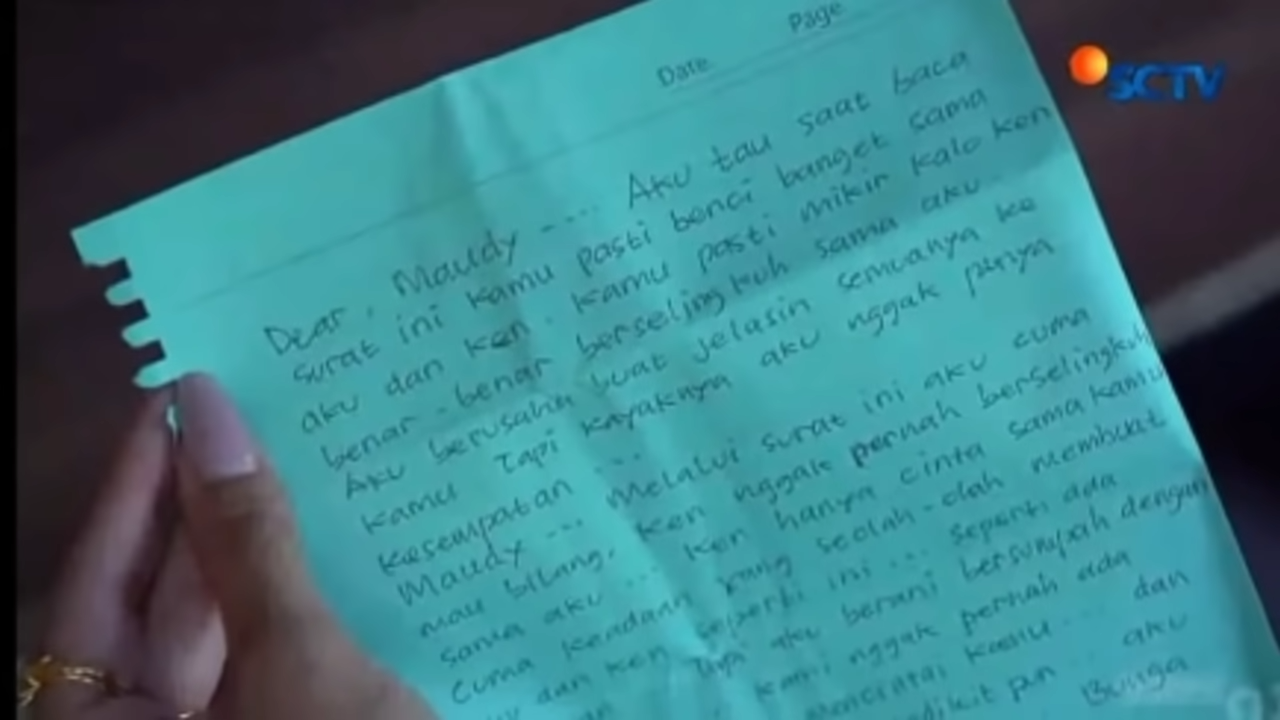 Page
Date
SCTV
Dear, Maudy .... Aku tau saat baca
surat ini kamu pasti benci banget sama
aku dan ken. kamu pasti mikir kalo ken
benar-benar berselingkuh sama aku
Aku berusaha buat jelasin semuanya ke
kamu Tapi kayaknya aku nggak punya
kesempatan ...
Maudy ... Melalui surat ini aku cuma
mau bilang, Ken nggak pernah berselingkuh
sama aku ... Ken hanya cinta sama kamu
Cuma keadaan yang seolah-olah membuat
dan ken seperti ini ... seperti ada
Tapi aku berani bersumpah dengan
kami nggak pernah ada
mencintai kamu ... dan
sedikit pun .. aku
Bunga